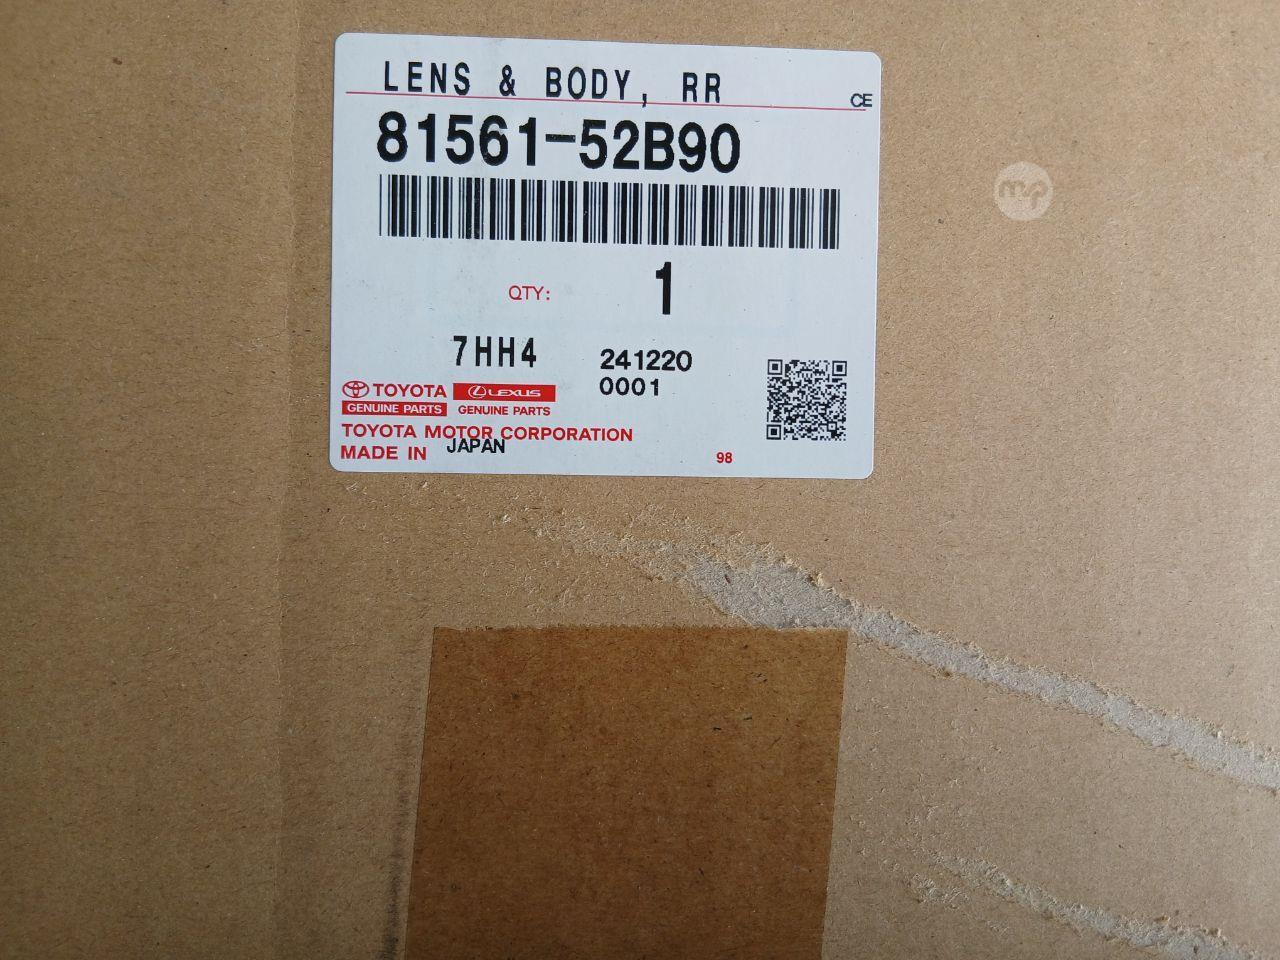 LENS & BODY, RR
CE
81561-52B90
QTY: 1
7HH4 241220
0001
TOYOTA LEXUS
GENUINE PARTS GENUINE PARTS
TOYOTA MOTOR CORPORATION
MADE IN JAPAN
98
mp